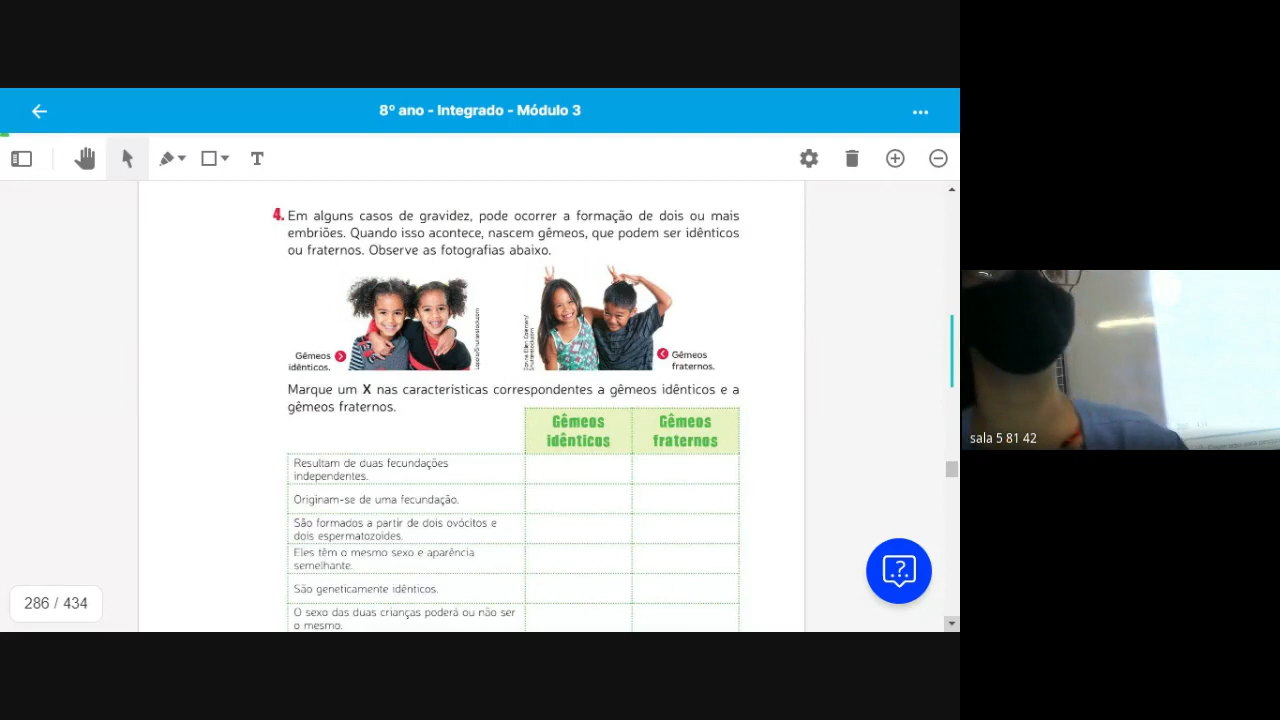 8º ano - Integrado - Módulo 3
T
4. Em alguns casos de gravidez, pode ocorrer a formação de dois ou mais
embriões. Quando isso acontece, nascem gêmeos, que podem ser idênticos
ou fraternos. Observe as fotografias abaixo.
Gêmeos
idênticos.
Gêmeos
fraternos.
Marque um X nas características correspondentes a gêmeos idênticos e a
gêmeos fraternos.
Gêmeos
idênticos
Gêmeos
fraternos
Resultam de duas fecundações
independentes.
Originam-se de uma fecundação.
São formados a partir de dois ovócitos e
dois espermatozoides.
Eles têm o mesmo sexo e aparência
semelhante.
São geneticamente idênticos.
O sexo das duas crianças poderá ou não ser
o mesmo.
286 / 434
sala 5 81 42